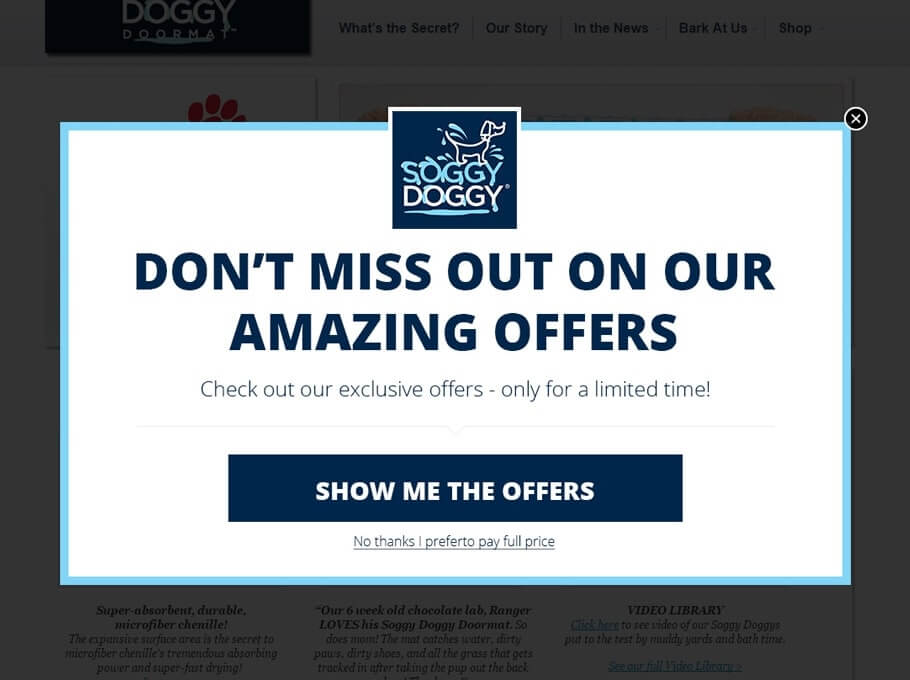 DOGGY
DOORMAT™
What's the Secret?
Our Story
In the News
Bark At Us
Shop
SOGGY
DOGGY®
DON'T MISS OUT ON OUR
AMAZING OFFERS
Check out our exclusive offers - only for a limited time!
SHOW ME THE OFFERS
No thanks I preferto pay full price
Super-absorbent, durable,
microfiber chenille!
The expansive surface area is the secret to
microfiber chenille's tremendous absorbing
power and super-fast drying!
“Our 6 week old chocolate lab, Ranger
LOVES his Soggy Doggy Doormat. So
does mom! The mat catches water, dirty
paws, dirty shoes, and all the grass that gets
tracked in after taking the pup out the back
VIDEO LIBRARY
Click here to see video of our Soggy Doggys
put to the test by muddy yards and bath time.
See our full Video Library >